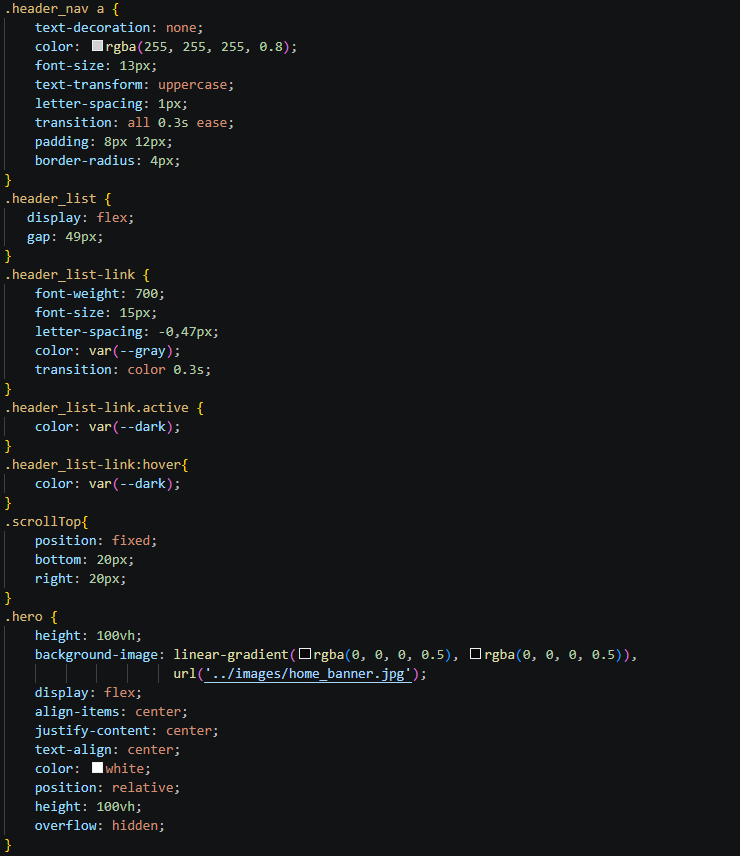 .header_nav a {
    text-decoration: none;
    color: rgba(255, 255, 255, 0.8);
    font-size: 13px;
    text-transform: uppercase;
    letter-spacing: 1px;
    transition: all 0.3s ease;
    padding: 8px 12px;
    border-radius: 4px;
}
.header_list {
   display: flex;
   gap: 49px;
}
.header_list-link {
    font-weight: 700;
    font-size: 15px;
    letter-spacing: -0,47px;
    color: var(--gray);
    transition: color 0.3s;
}
.header_list-link.active {
    color: var(--dark);
}
.header_list-link:hover{
    color: var(--dark);
}
.scrollTop{
    position: fixed;
    bottom: 20px;
    right: 20px;
}
.hero {
    height: 100vh;
    background-image: linear-gradient(rgba(0, 0, 0, 0.5), rgba(0, 0, 0, 0.5)),
                      url('../images/home_banner.jpg');
    display: flex;
    align-items: center;
    justify-content: center;
    text-align: center;
    color: white;
    position: relative;
    height: 100vh;
    overflow: hidden;
}